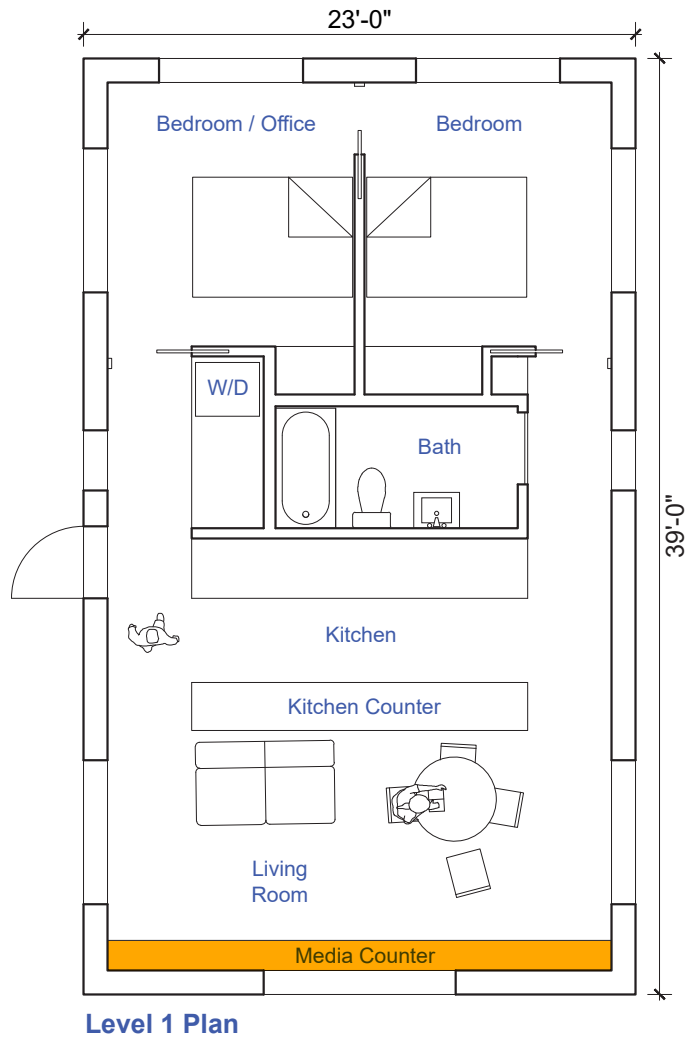 23'-0"
Bedroom / Office
Bedroom
W/D
Bath
39'-0"
Kitchen
Kitchen Counter
Living
Room
Media Counter
Level 1 Plan